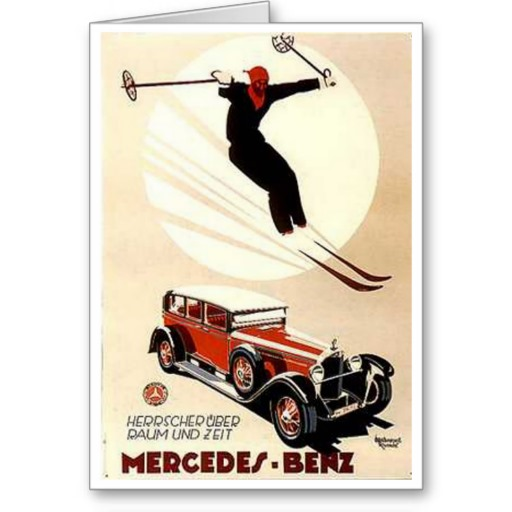 HERRSCHER ÜBER
RAUM UND ZEIT
MERCEDES-BENZ